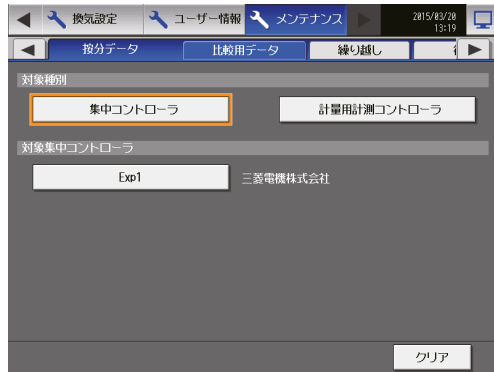 換気設定 ユーザー情報 メンテナンス 2015/03/20
13:19
按分データ 比較用データ 繰り越し
対象種別
集中コントローラ 計量用計測コントローラ
対象集中コントローラ
Exp1 三菱電機株式会社
クリア